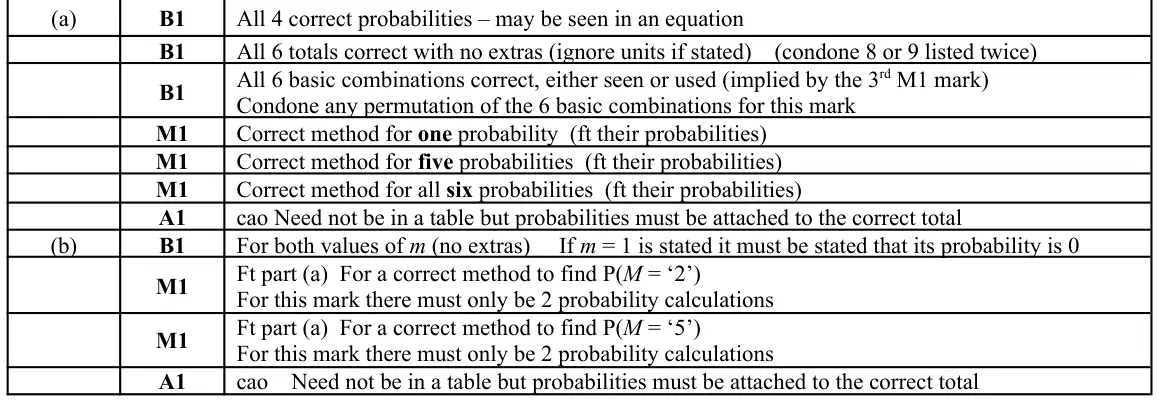 (a) B1 All 4 correct probabilities – may be seen in an equation
B1 All 6 totals correct with no extras (ignore units if stated) (condone 8 or 9 listed twice)
B1 All 6 basic combinations correct, either seen or used (implied by the 3rd M1 mark)
Condone any permutation of the 6 basic combinations for this mark
M1 Correct method for one probability (ft their probabilities)
M1 Correct method for five probabilities (ft their probabilities)
M1 Correct method for all six probabilities (ft their probabilities)
A1 cao Need not be in a table but probabilities must be attached to the correct total
(b) B1 For both values of m (no extras) If m = 1 is stated it must be stated that its probability is 0
M1 Ft part (a) For a correct method to find P(M = ‘2’)
For this mark there must only be 2 probability calculations
M1 Ft part (a) For a correct method to find P(M = ‘5’)
For this mark there must only be 2 probability calculations
A1 cao Need not be in a table but probabilities must be attached to the correct total